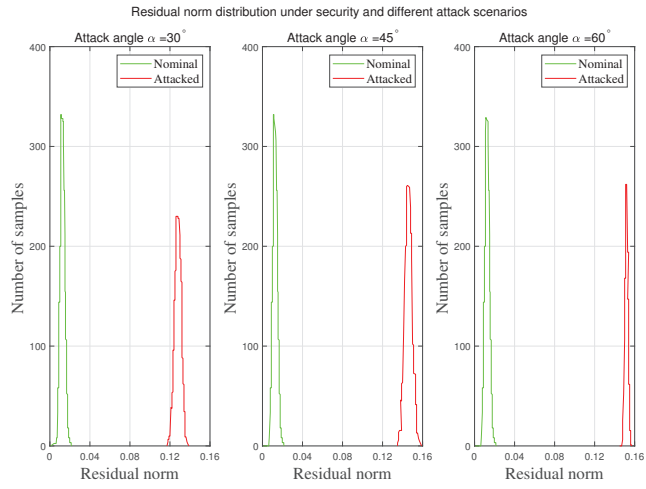 Residual norm distribution under security and different attack scenarios
Attack angle α =30°
Nominal
Attacked
400
300
200
100
0
Number of samples
0 0.04 0.08 0.12 0.16
Residual norm
Attack angle α =45°
Nominal
Attacked
400
300
200
100
0
Number of samples
0 0.04 0.08 0.12 0.16
Residual norm
Attack angle α =60°
Nominal
Attacked
400
300
200
100
0
Number of samples
0 0.04 0.08 0.12 0.16
Residual norm